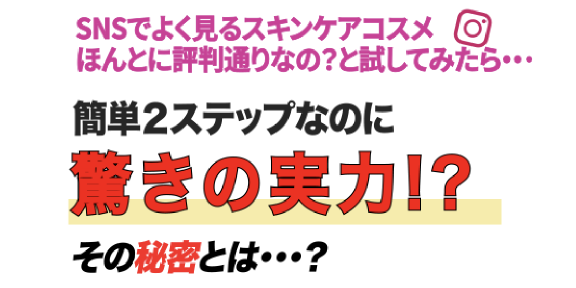 SNSでよく見るスキンケアコスメ
ほんとに評判通りなの？と試してみたら・・・
簡単2ステップなのに
驚きの実力!?
その秘密とは・・・？